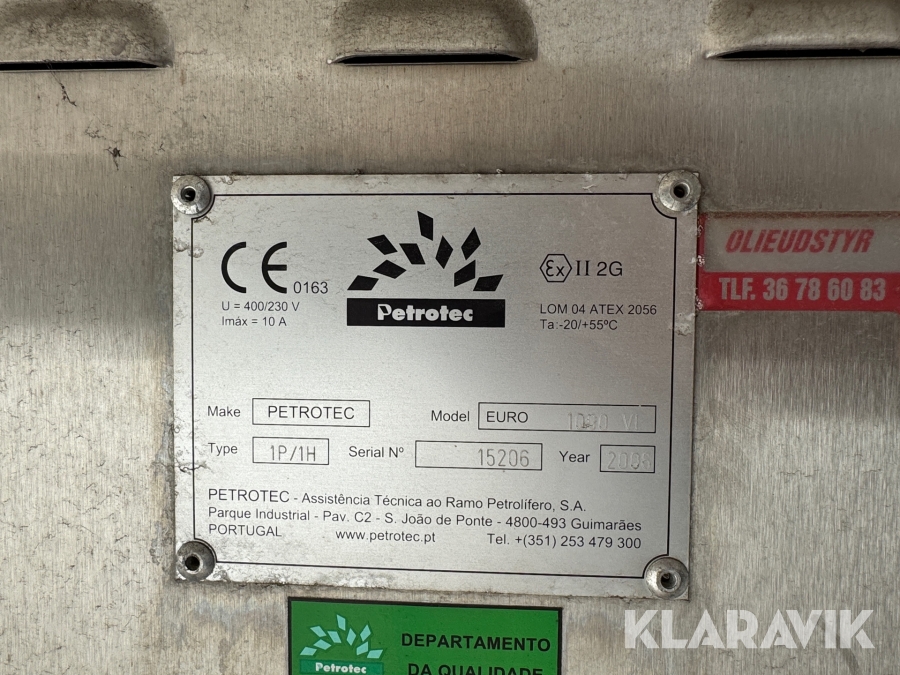 CE 0163
U = 400/230 V
Imáx = 10 A
Petrotec
Ex II 2G
LOM 04 ATEX 2056
Ta:-20/+55ºC
OLIEUDSTYR
TLF. 36 78 60 83
Make PETROTEC Model EURO
Type 1P/1H Serial Nº 15206 Year
PETROTEC - Assistência Técnica ao Ramo Petrolífero, S.A.
Parque Industrial - Pav. C2 - S. João de Ponte - 4800-493 Guimarães
PORTUGAL www.petrotec.pt Tel. +(351) 253 479 300
Petrotec
DEPARTAMENTO
DA QUALIDADE
KLARAVIK